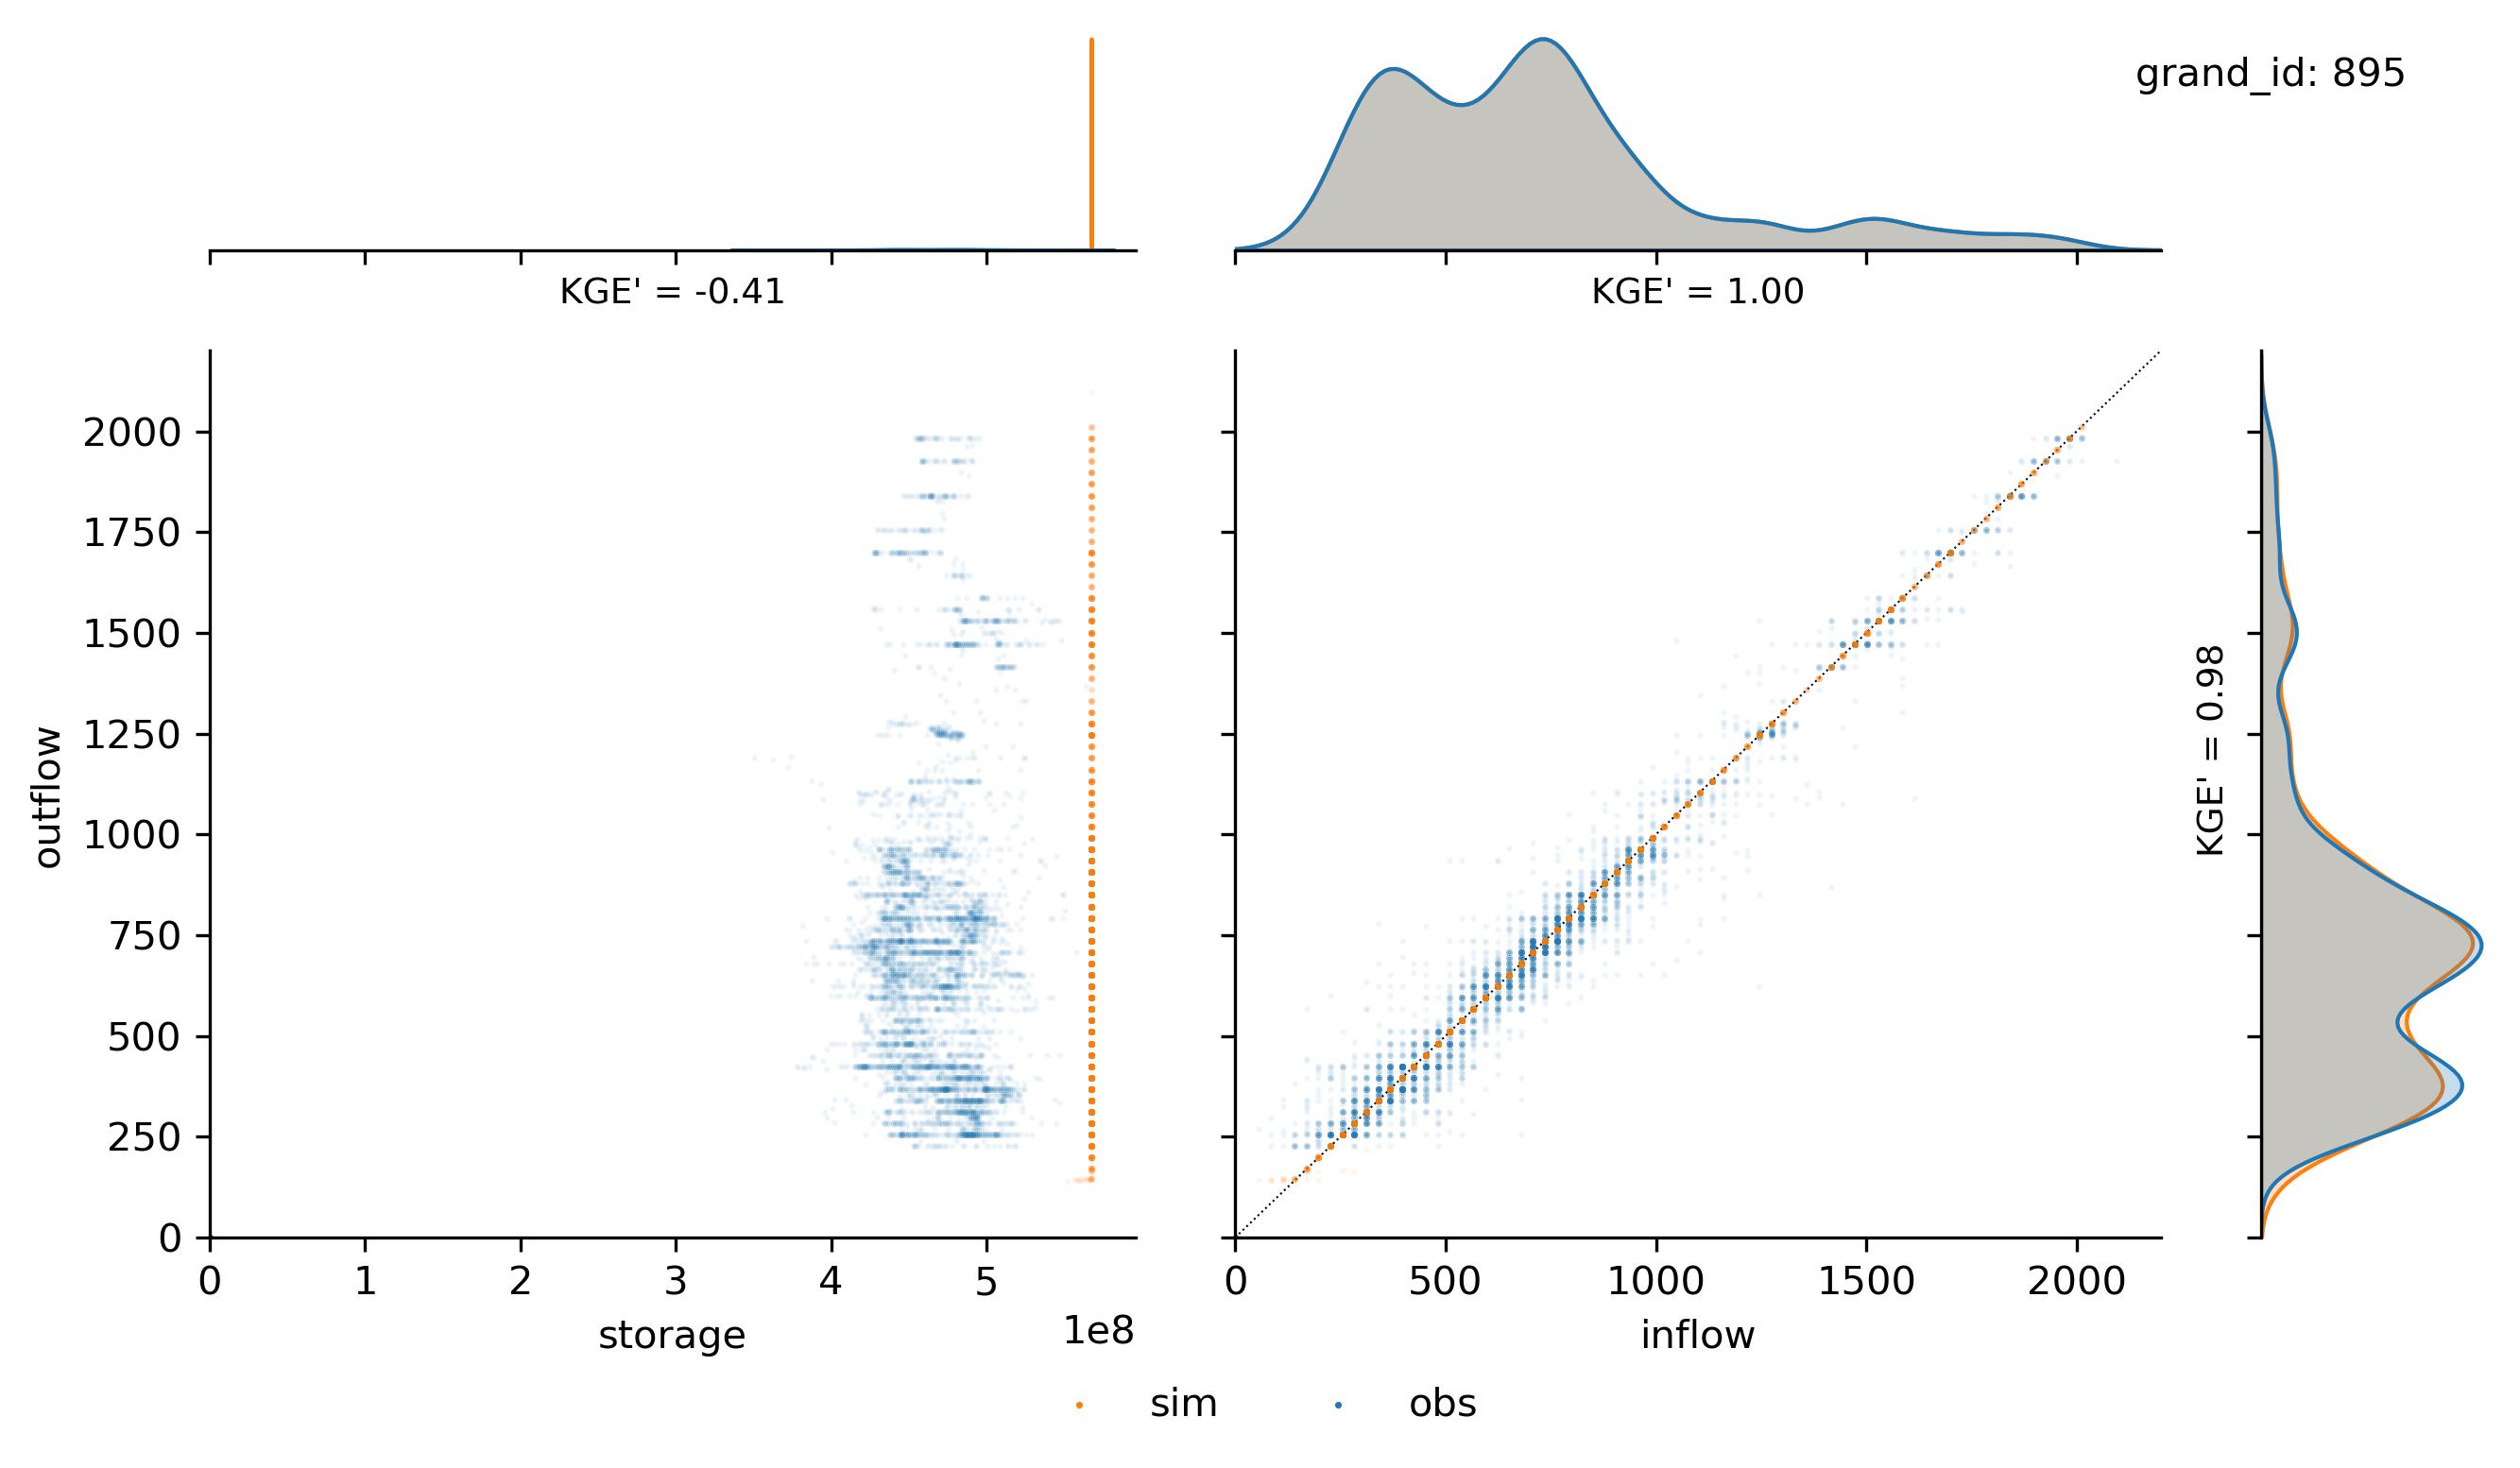 grand_id: 895
KGE' = -0.41
KGE' = 1.00
outflow
2000
1750
1500
1250
1000
750
500
250
0
0 1 2 3 4 5
1e8
storage
0 500 1000 1500 2000
inflow
KGE' = 0.98
sim obs